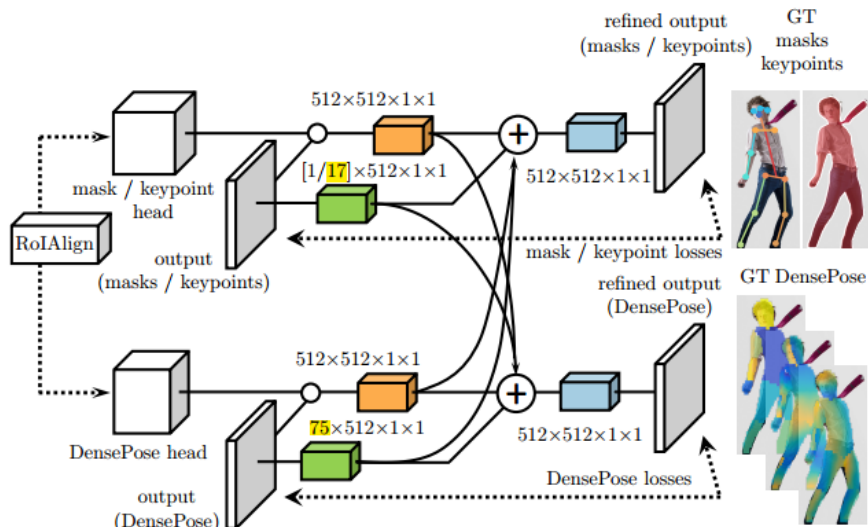 refined output
(masks / keypoints)
GT
masks
keypoints
512×512×1×1
[1/17]×512×1×1
512×512×1×1
mask / keypoint
head
RoIAlign
output
(masks / keypoints)
mask / keypoint losses
refined output
(DensePose)
GT DensePose
512×512×1×1
75×512×1×1
512×512×1×1
DensePose head
output
(DensePose)
DensePose losses